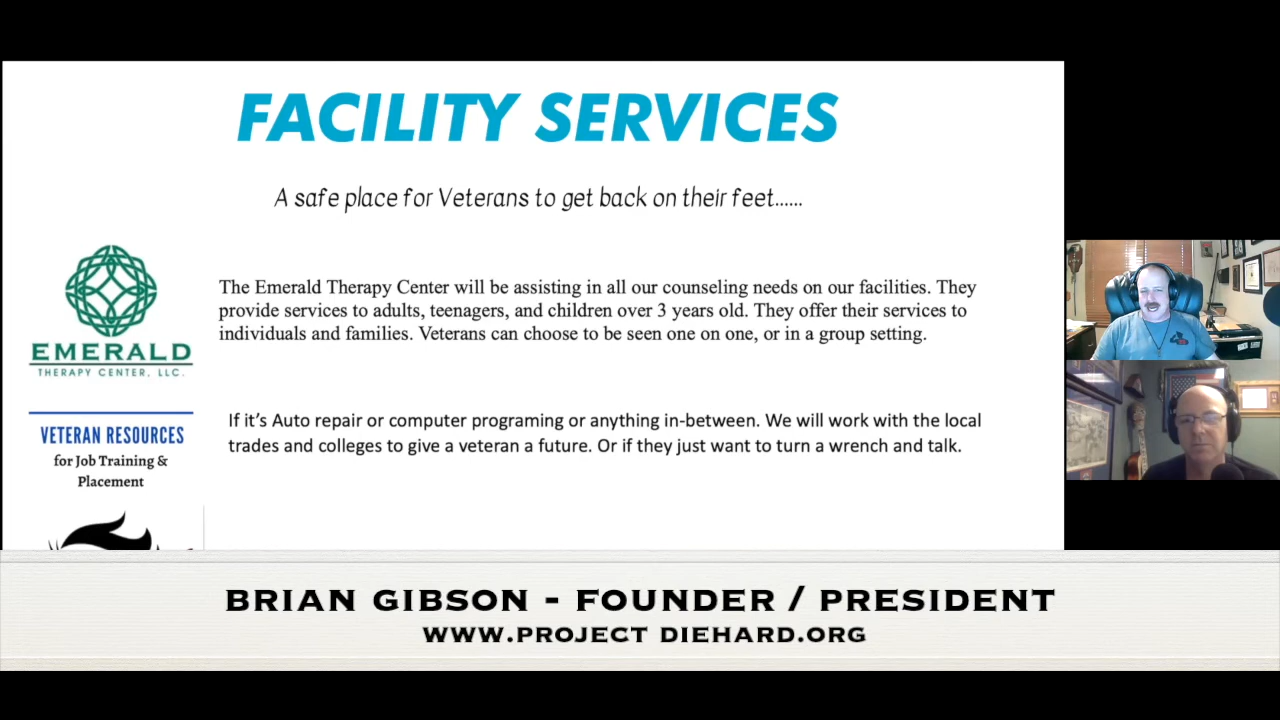 FACILITY SERVICES
A safe place for Veterans to get back on their feet......
EMERALD
THERAPY CENTER, LLC.
The Emerald Therapy Center will be assisting in all our counseling needs on our facilities. They
provide services to adults, teenagers, and children over 3 years old. They offer their services to
individuals and families. Veterans can choose to be seen one on one, or in a group setting.
VETERAN RESOURCES
for Job Training &
Placement
If it's Auto repair or computer programing or anything in-between. We will work with the local
trades and colleges to give a veteran a future. Or if they just want to turn a wrench and talk.
BRIAN GIBSON - FOUNDER / PRESIDENT
WWW.PROJECT DIEHARD.ORG